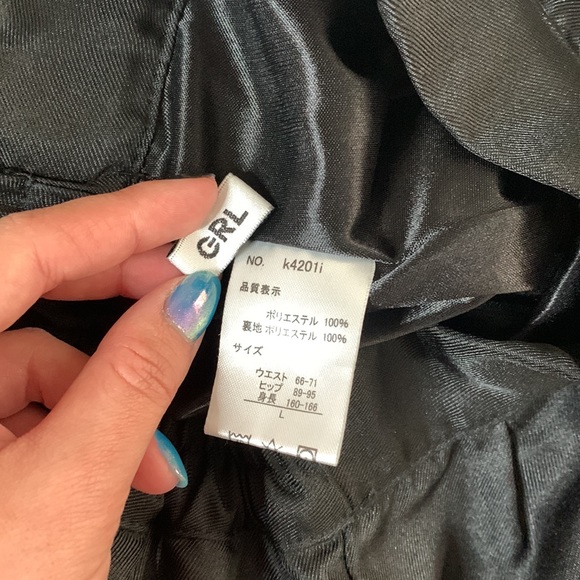 GRL
NO. k4201i
品質表示
ポリエステル 100%
裏地 ポリエステル 100%
サイズ
ウエスト 66-71
ヒップ 89-95
身長 160-166
L